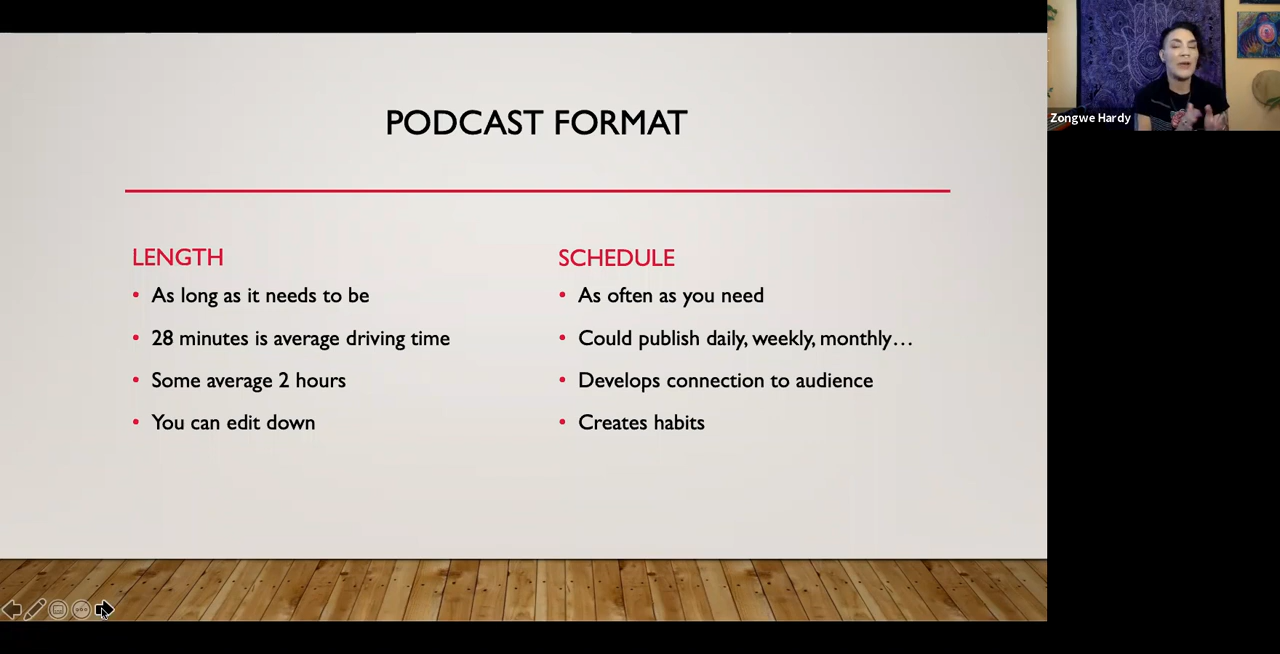 PODCAST FORMAT
LENGTH
As long as it needs to be
28 minutes is average driving time
Some average 2 hours
You can edit down
SCHEDULE
As often as you need
Could publish daily, weekly, monthly…
Develops connection to audience
Creates habits
Zongwe Hardy